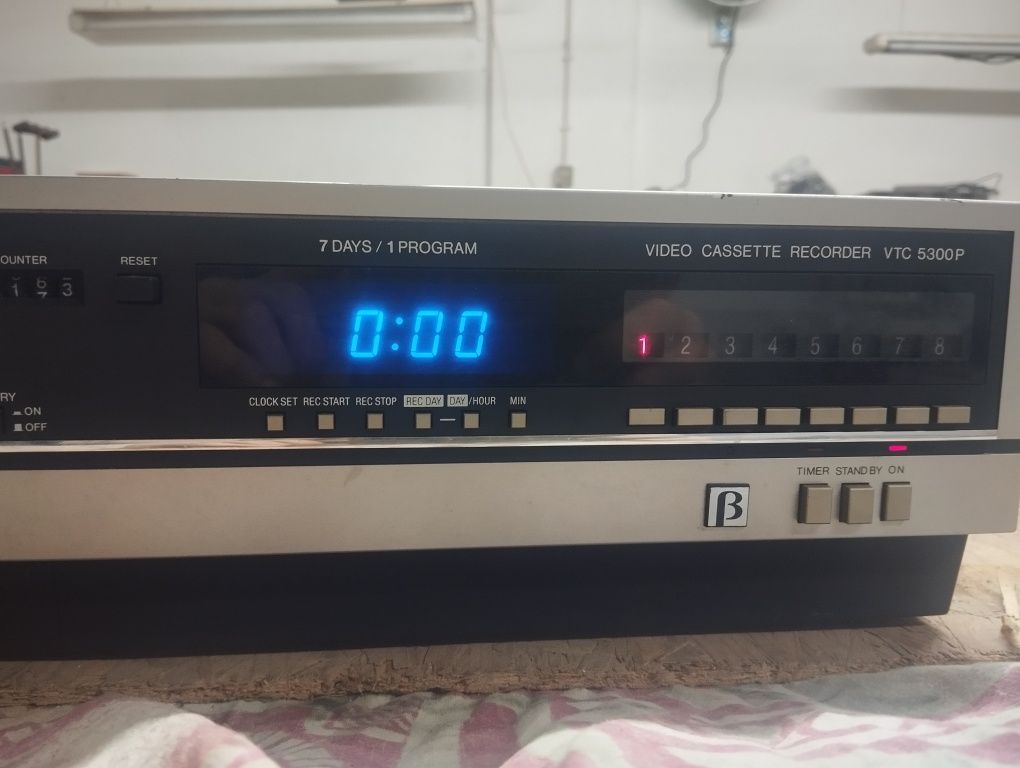 7 DAYS / 1 PROGRAM
VIDEO CASSETTE RECORDER VTC 5300P
OUNTER
RESET
1 3
0:00
1 2 3 4 5 6 7 8
RY
ON
OFF
CLOCK SET REC START REC STOP REC DAY DAY/HOUR MIN
TIMER STAND BY ON
β